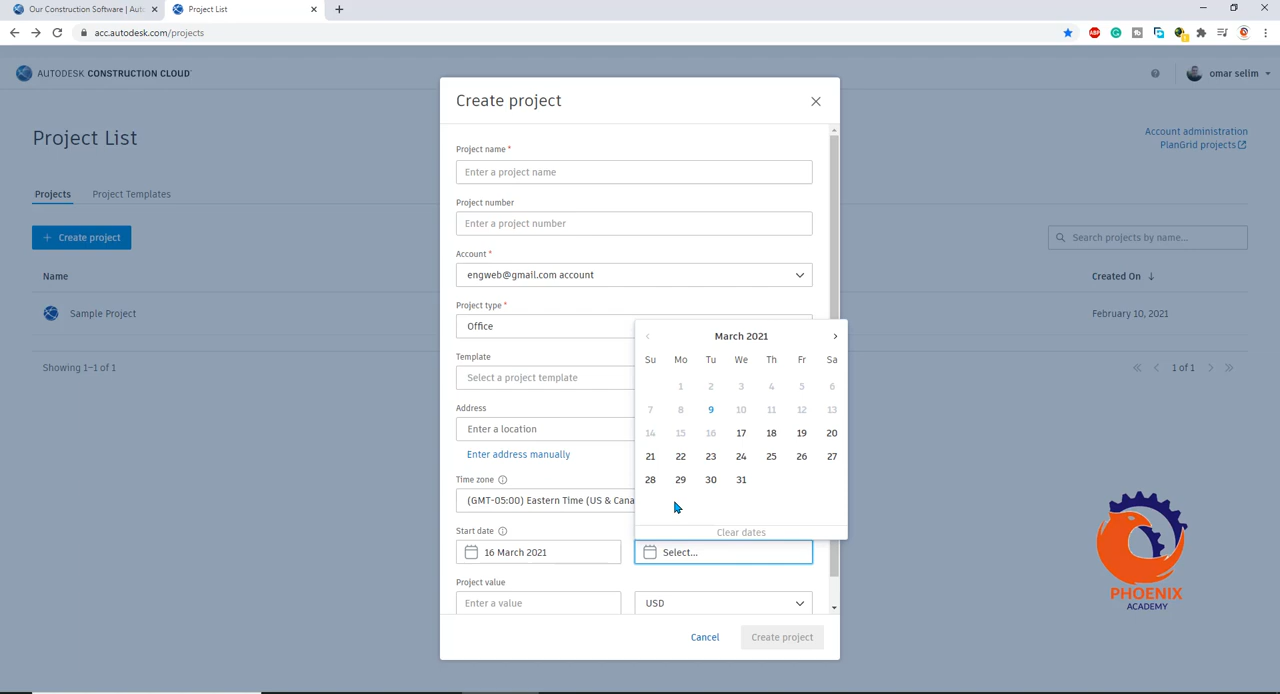 Our Construction Software | Aut
Project List
acc.autodesk.com/projects
ABP
AUTODESK CONSTRUCTION CLOUD
omar selim
Project List
Account administration
PlanGrid projects
Projects
Project Templates
+ Create project
Search projects by name...
Name
Created On
Sample Project
February 10, 2021
Showing 1–1 of 1
1 of 1
Create project
Project name *
Enter a project name
Project number
Enter a project number
Account *
engweb@gmail.com account
Project type *
Office
Template
Select a project template
Address
Enter a location
Enter address manually
Time zone
(GMT-05:00) Eastern Time (US & Cana
Start date
16 March 2021
Select...
Project value
Enter a value
USD
Cancel
Create project
March 2021
Su Mo Tu We Th Fr Sa
1 2 3 4 5 6
7 8 9 10 11 12 13
14 15 16 17 18 19 20
21 22 23 24 25 26 27
28 29 30 31
Clear dates
PHOENIX
ACADEMY